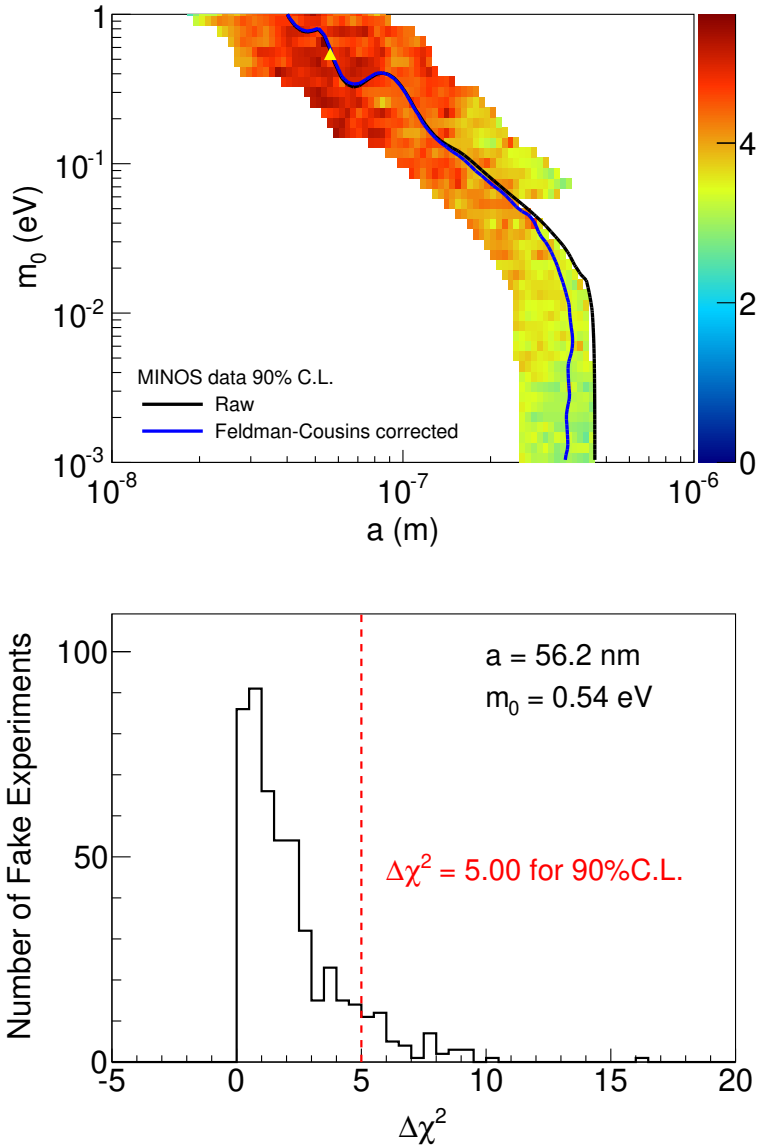 1
10⁻¹
10⁻²
10⁻³
m₀ (eV)
4
2
0
MINOS data 90% C.L.
Raw
Feldman-Cousins corrected
10⁻⁸ 10⁻⁷ 10⁻⁶
a (m)
Number of Fake Experiments
100
50
0
a = 56.2 nm
m₀ = 0.54 eV
Δχ² = 5.00 for 90%C.L.
-5 0 5 10 15 20
Δχ²